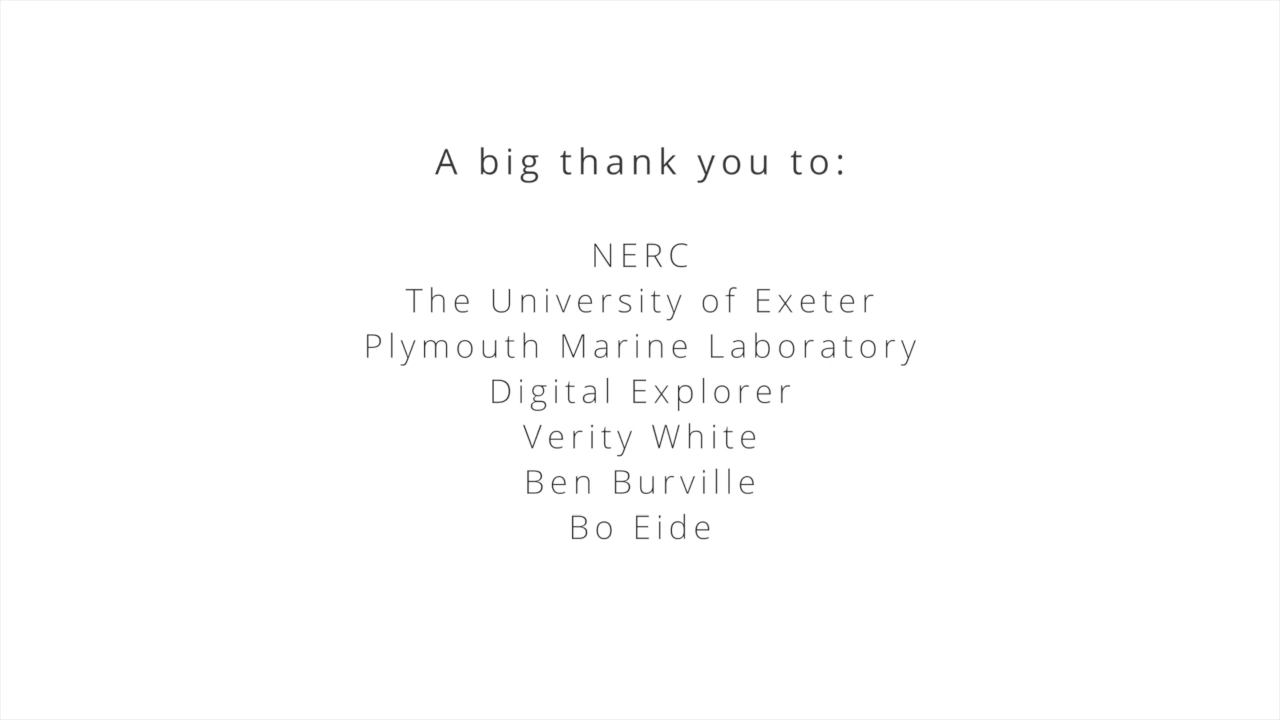 A big thank you to:
NERC
The University of Exeter
Plymouth Marine Laboratory
Digital Explorer
Verity White
Ben Burville
Bo Eide